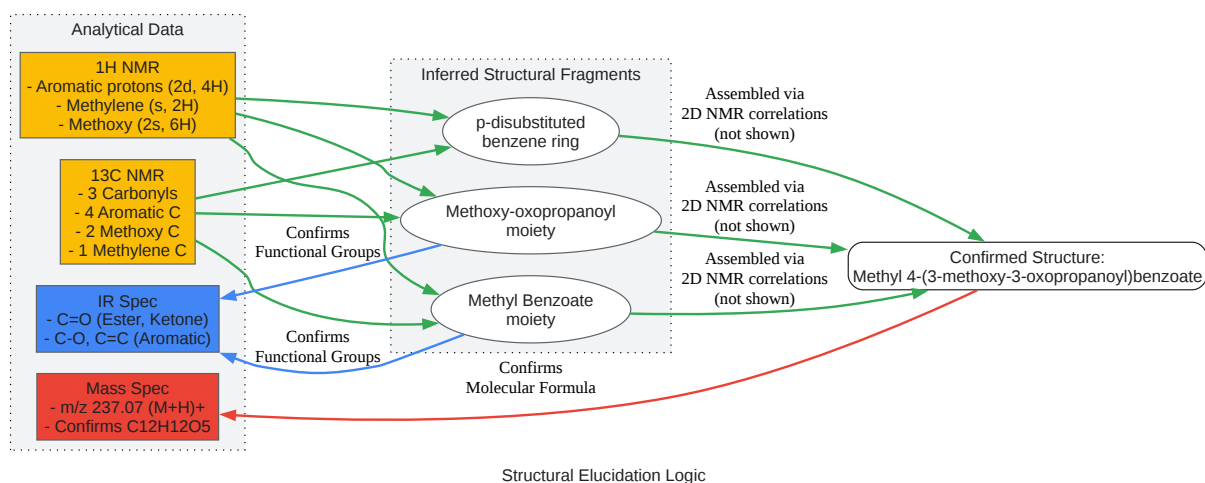 Analytical Data
1H NMR
- Aromatic protons (2d, 4H)
- Methylene (s, 2H)
- Methoxy (2s, 6H)
13C NMR
- 3 Carbonyls
- 4 Aromatic C
- 2 Methoxy C
- 1 Methylene C
IR Spec
- C=O (Ester, Ketone)
- C-O, C=C (Aromatic)
Mass Spec
- m/z 237.07 (M+H)+
- Confirms C12H12O5
Confirms
Functional Groups
Confirms
Functional Groups
Inferred Structural Fragments
p-disubstituted
benzene ring
Methoxy-oxopropanoyl
moiety
Methyl Benzoate
moiety
Confirms
Molecular Formula
Assembled via
2D NMR correlations
(not shown)
Assembled via
2D NMR correlations
(not shown)
Assembled via
2D NMR correlations
(not shown)
Confirmed Structure:
Methyl 4-(3-methoxy-3-oxopropanoyl)benzoate
Structural Elucidation Logic